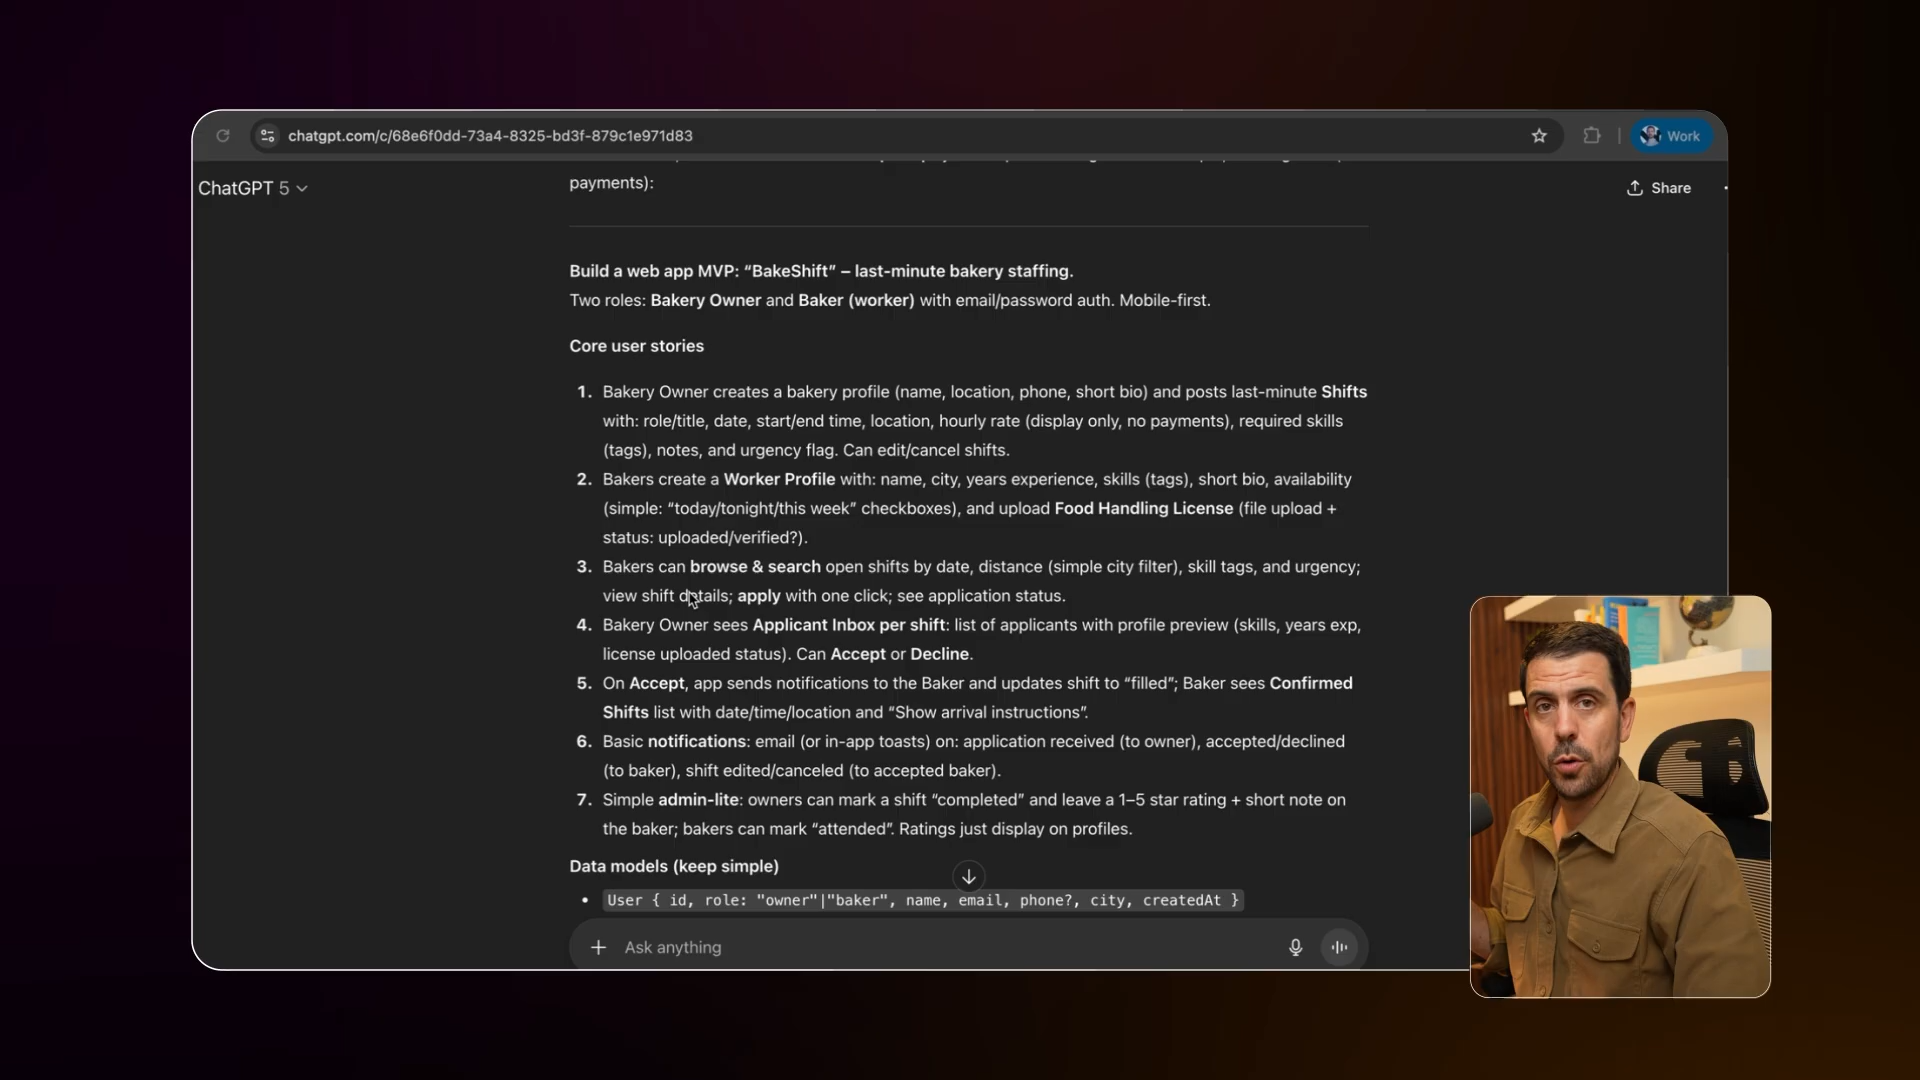 chatgpt.com/c/68e6f0dd-73a4-8325-bd3f-879c1e971d83
Work
ChatGPT 5
Share
payments):
Build a web app MVP: “BakeShift” – last-minute bakery staffing.
Two roles: Bakery Owner and Baker (worker) with email/password auth. Mobile-first.
Core user stories
1. Bakery Owner creates a bakery profile (name, location, phone, short bio) and posts last-minute Shifts
with: role/title, date, start/end time, location, hourly rate (display only, no payments), required skills
(tags), notes, and urgency flag. Can edit/cancel shifts.
2. Bakers create a Worker Profile with: name, city, years experience, skills (tags), short bio, availability
(simple: “today/tonight/this week” checkboxes), and upload Food Handling License (file upload +
status: uploaded/verified?).
3. Bakers can browse & search open shifts by date, distance (simple city filter), skill tags, and urgency;
view shift details; apply with one click; see application status.
4. Bakery Owner sees Applicant Inbox per shift: list of applicants with profile preview (skills, years exp,
license uploaded status). Can Accept or Decline.
5. On Accept, app sends notifications to the Baker and updates shift to “filled”; Baker sees Confirmed
Shifts list with date/time/location and “Show arrival instructions”.
6. Basic notifications: email (or in-app toasts) on: application received (to owner), accepted/declined
(to baker), shift edited/canceled (to accepted baker).
7. Simple admin-lite: owners can mark a shift “completed” and leave a 1–5 star rating + short note on
the baker; bakers can mark “attended”. Ratings just display on profiles.
Data models (keep simple)
• User { id, role: "owner"|"baker", name, email, phone?, city, createdAt }
Ask anything